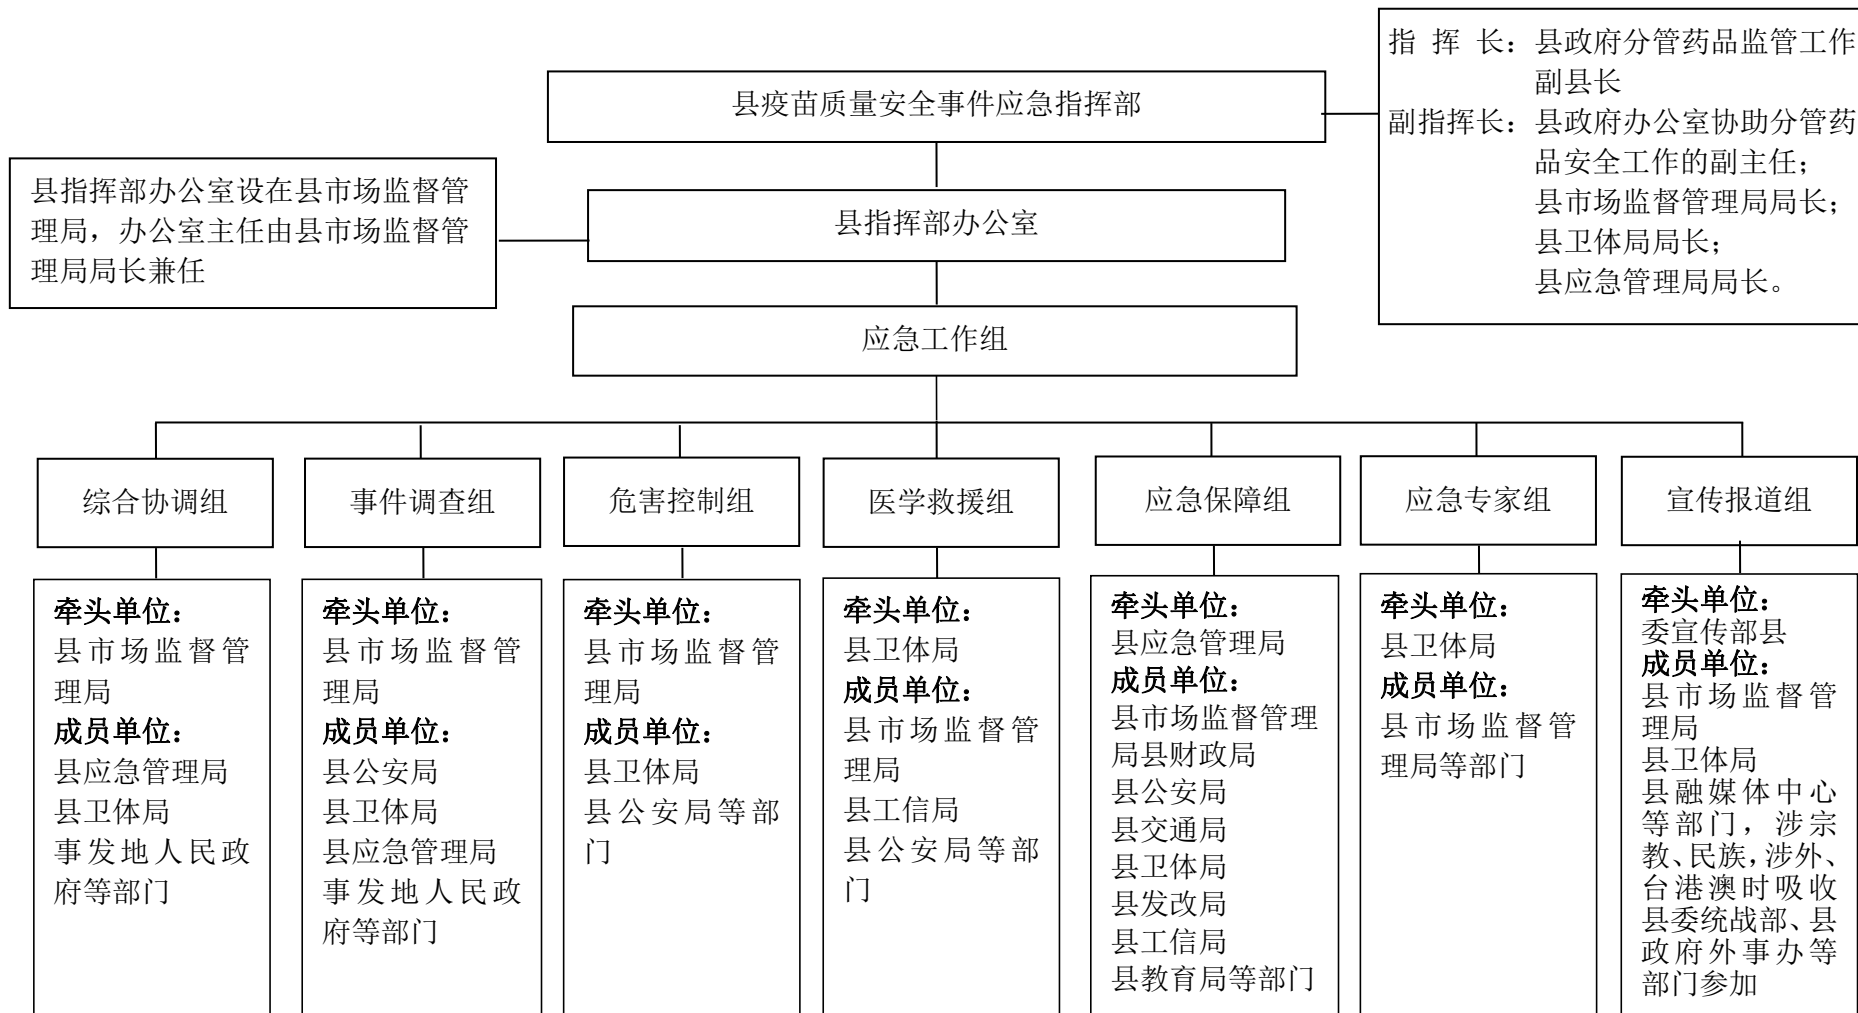 指 挥 长：县政府分管药品监管工作
副县长
副指挥长：县政府办公室协助分管药
品安全工作的副主任；
县市场监督管理局局长；
县卫体局局长；
县应急管理局局长。
县疫苗质量安全事件应急指挥部
县指挥部办公室设在县市场监督管
理局，办公室主任由县市场监督管
理局局长兼任
县指挥部办公室
应急工作组
综合协调组
事件调查组
危害控制组
医学救援组
应急保障组
应急专家组
宣传报道组
牵头单位：
县市场监督管
理局
成员单位：
县应急管理局
县卫体局
事发地人民政
府等部门
牵头单位：
县市场监督管
理局
成员单位：
县公安局
县卫体局
县应急管理局
事发地人民政
府等部门
牵头单位：
县市场监督管
理局
成员单位：
县卫体局
县公安局等部
门
牵头单位：
县卫体局
成员单位：
县市场监督管
理局
县工信局
县公安局等部
门
牵头单位：
县应急管理局
成员单位：
县市场监督管理
局县财政局
县公安局
县交通局
县卫体局
县发改局
县工信局
县教育局等部门
牵头单位：
县卫体局
成员单位：
县市场监督管
理局等部门
牵头单位：
委宣传部县
成员单位：
县市场监督管
理局
县卫体局
县融媒体中心
等部门，涉宗
教、民族，涉外、
台港澳时吸收
县委统战部、县
政府外事办等
部门参加